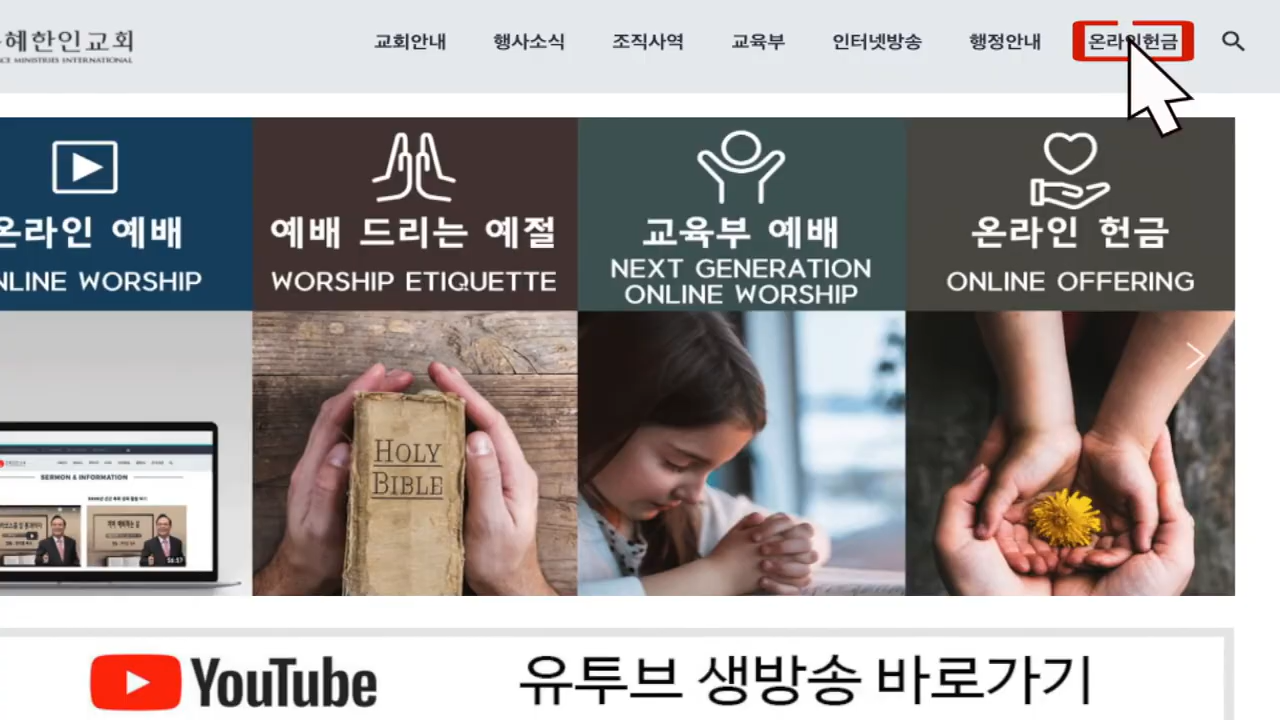 혜한인교회
CE MINISTRIES INTERNATIONAL
교회안내 행사소식 조직사역 교육부 인터넷방송 행정안내 온라인헌금
온라인 예배
NLINE WORSHIP
예배 드리는 예절
WORSHIP ETIQUETTE
교육부 예배
NEXT GENERATION
ONLINE WORSHIP
온라인 헌금
ONLINE OFFERING
SERMON & INFORMATION
HOLY
BIBLE
YouTube
유투브 생방송 바로가기